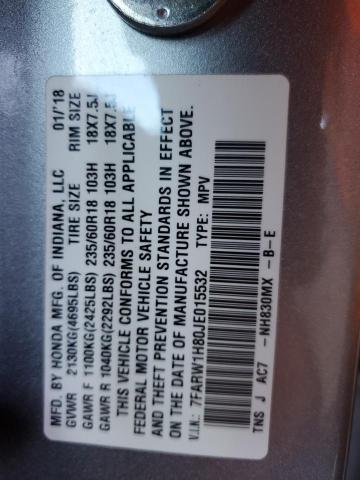 MFD. BY HONDA MFG. OF INDIANA, LLC 01/'18
GVWR 2130KG(4695LBS) TIRE SIZE RIM SIZE
GAWR F 1100KG(2425LBS) 235/60R18 103H 18X7.5J
GAWR R 1040KG(2292LBS) 235/60R18 103H 18X7.5J
THIS VEHICLE CONFORMS TO ALL APPLICABLE
FEDERAL MOTOR VEHICLE SAFETY
AND THEFT PREVENTION STANDARDS IN EFFECT
ON THE DATE OF MANUFACTURE SHOWN ABOVE.
V.I.N.: 7FARW1H80JE015532 TYPE: MPV
TNS J AC7 -NH830MX -B-E